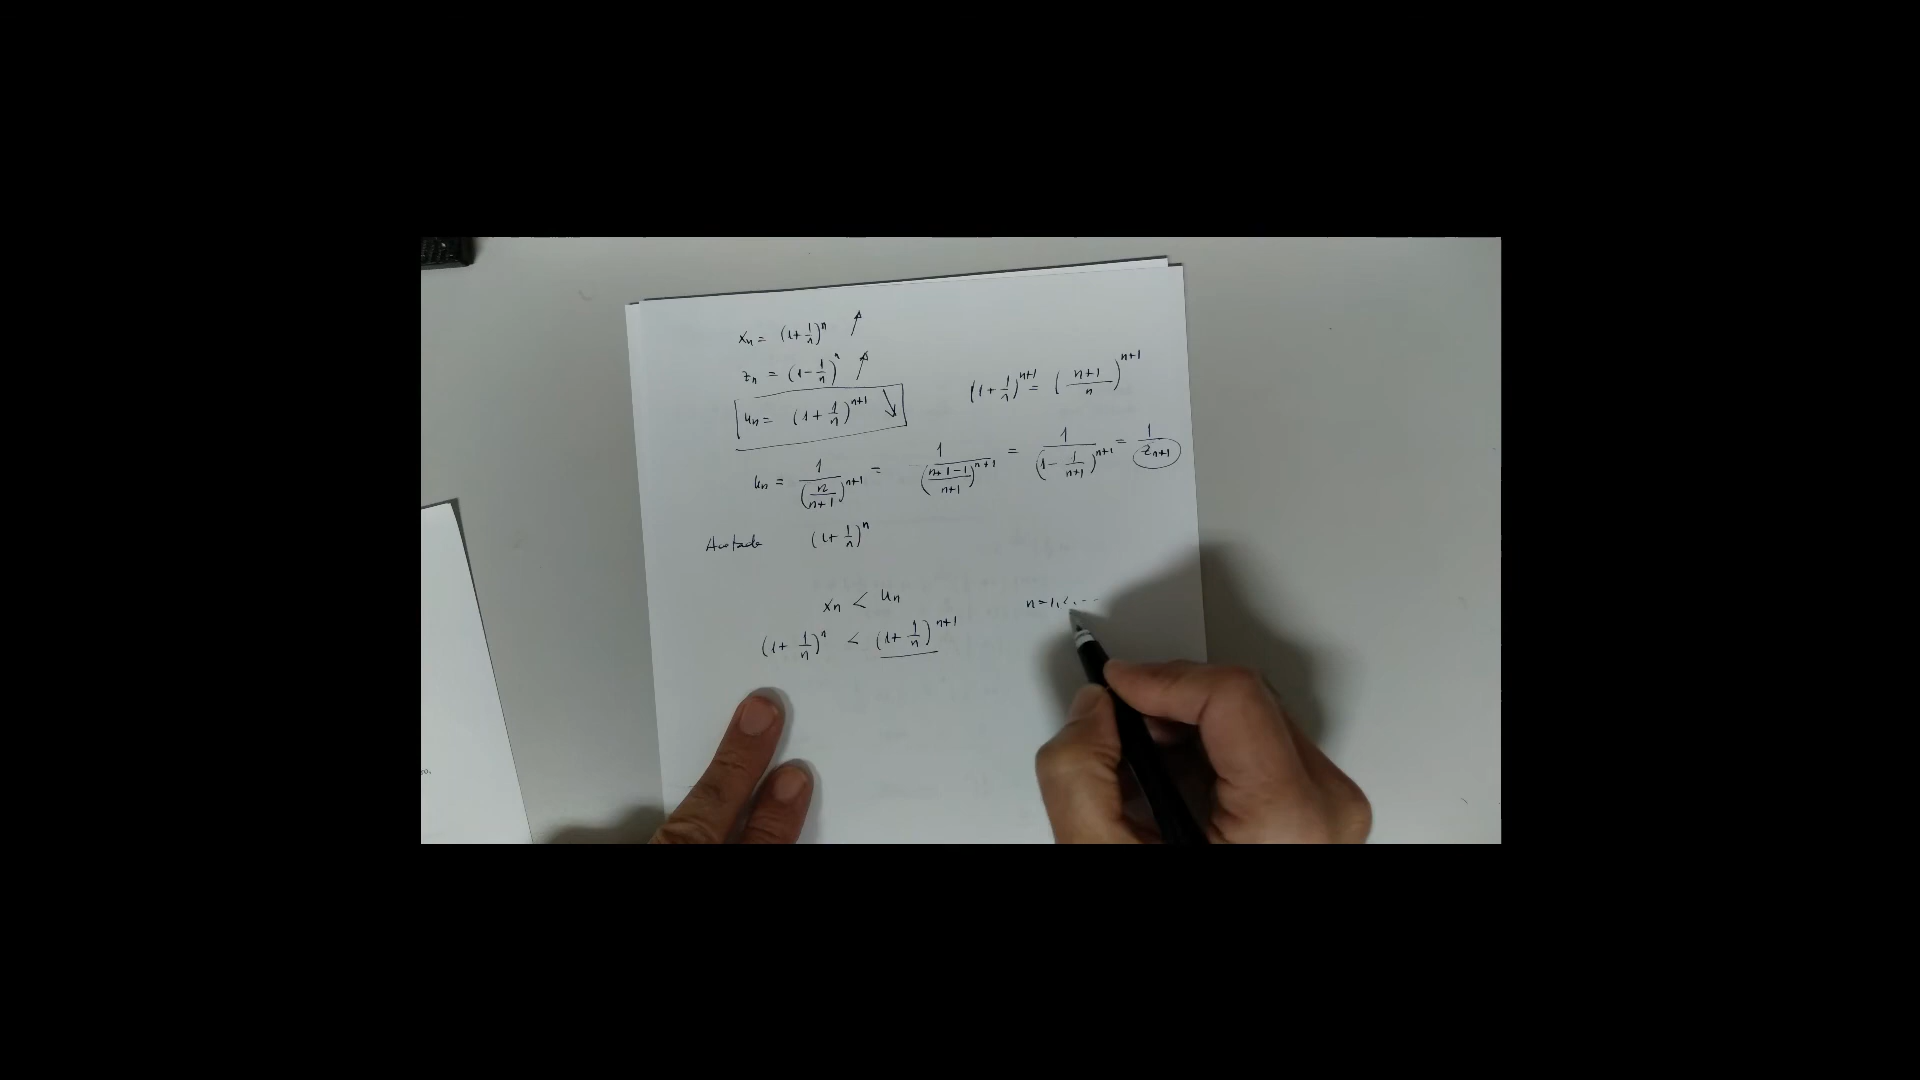 xₙ = (1+1/n)ⁿ ↗
zₙ = (1-1/n)ⁿ ↗
uₙ = (1+1/n)ⁿ⁺¹ ↘
(1+1/n)ⁿ⁺¹ = ((n+1)/n)ⁿ⁺¹
uₙ = 1/(n/(n+1))ⁿ⁺¹ = 1/((n+1-1)/(n+1))ⁿ⁺¹ = 1/(1-1/(n+1))ⁿ⁺¹ = 1/zₙ₊₁
(1+1/n)ⁿ
xₙ < uₙ
(1+1/n)ⁿ < (1+1/n)ⁿ⁺¹